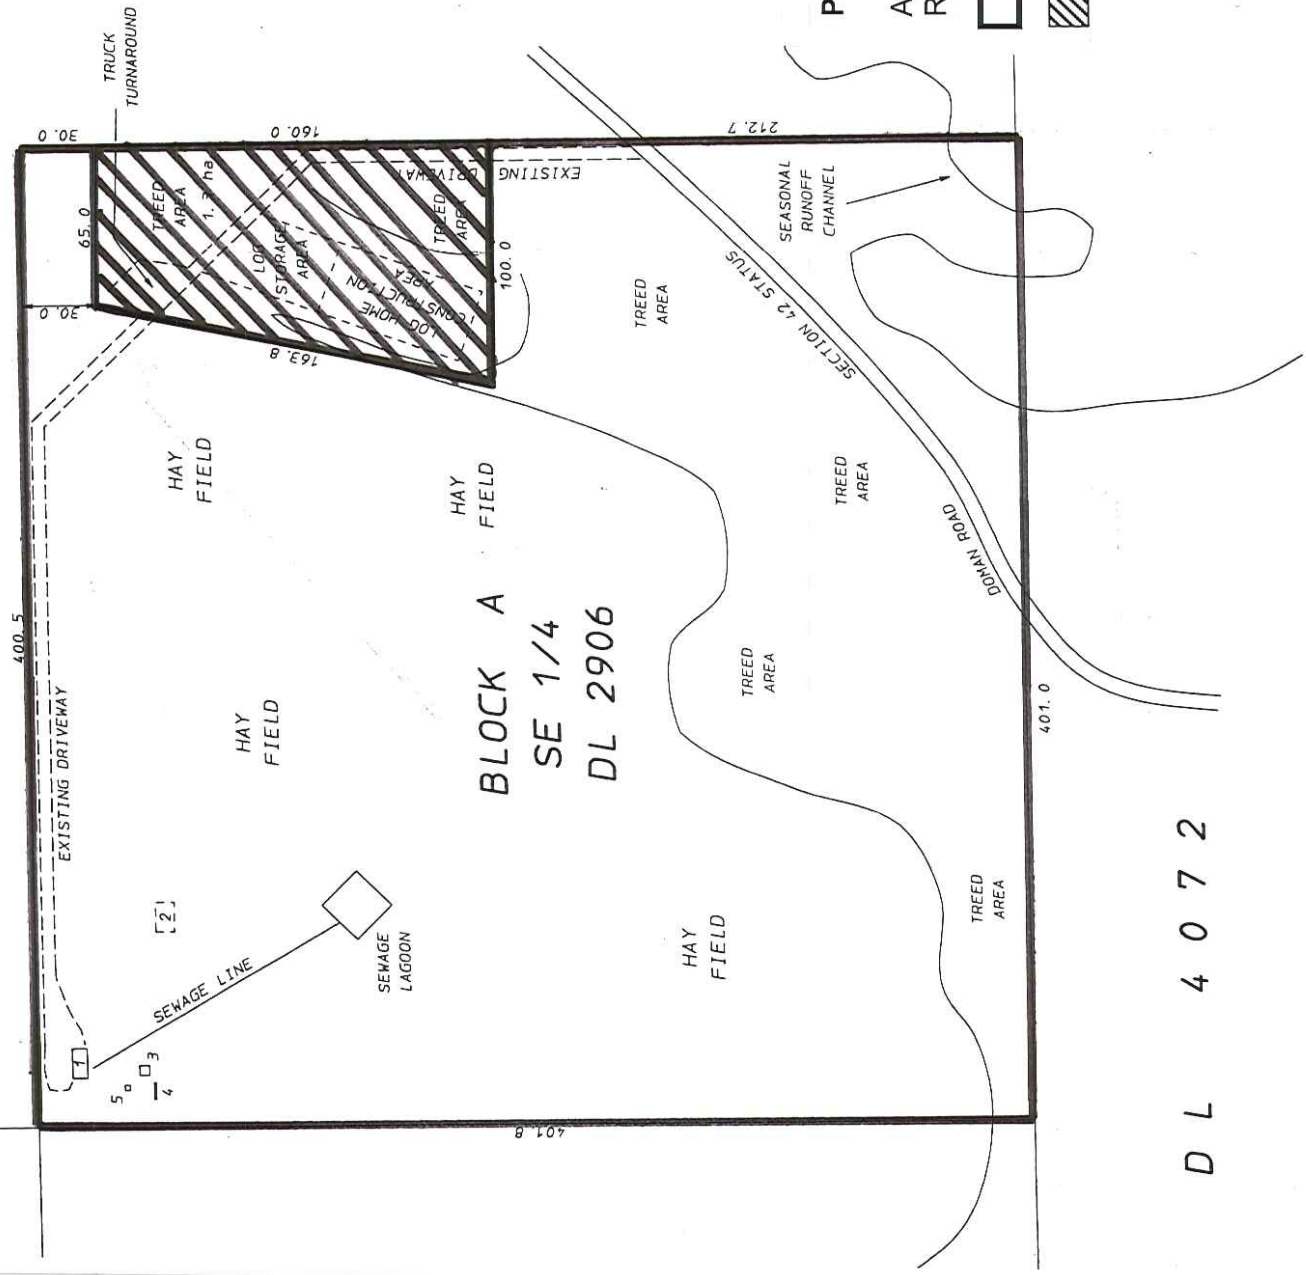 TRUCK
TURNAROUND
30.0
160.0
212.7
65.0
30.0
163.8
100.0
TREED
AREA
ha
LOG
STORAGE
AREA
TREED
AREA
LOG HOME
CONSTRUCTION
AREA
EXISTING DRIVEWAY
SEASONAL
RUNOFF
CHANNEL
SECTION 42 STATUS
DOMAN ROAD
TREED
AREA
TREED
AREA
TREED
AREA
TREED
AREA
HAY
FIELD
HAY
FIELD
HAY
FIELD
HAY
FIELD
BLOCK A
SE 1/4
DL 2906
400.5
EXISTING DRIVEWAY
401.8
401.0
SEWAGE LINE
SEWAGE
LAGOON
1
2
3
4
5
DL 4072
P
A
R